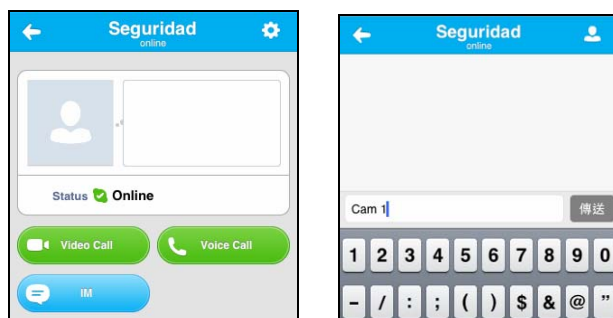 Seguridad
online
Status Online
Video Call
Voice Call
IM
Seguridad
online
Cam 1
傳送
1 2 3 4 5 6 7 8 9 0
- / : ; ( ) $ & @ ”